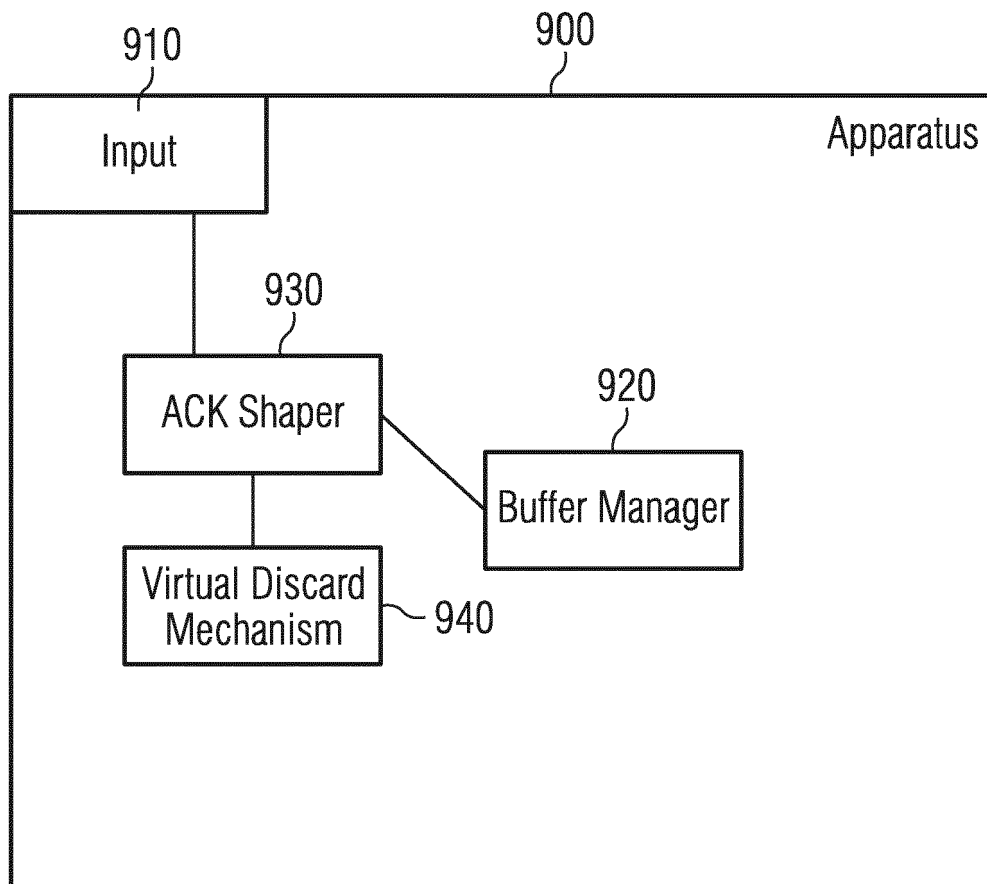 910
900
Input
Apparatus
930
ACK Shaper
920
Buffer Manager
Virtual Discard
Mechanism
940